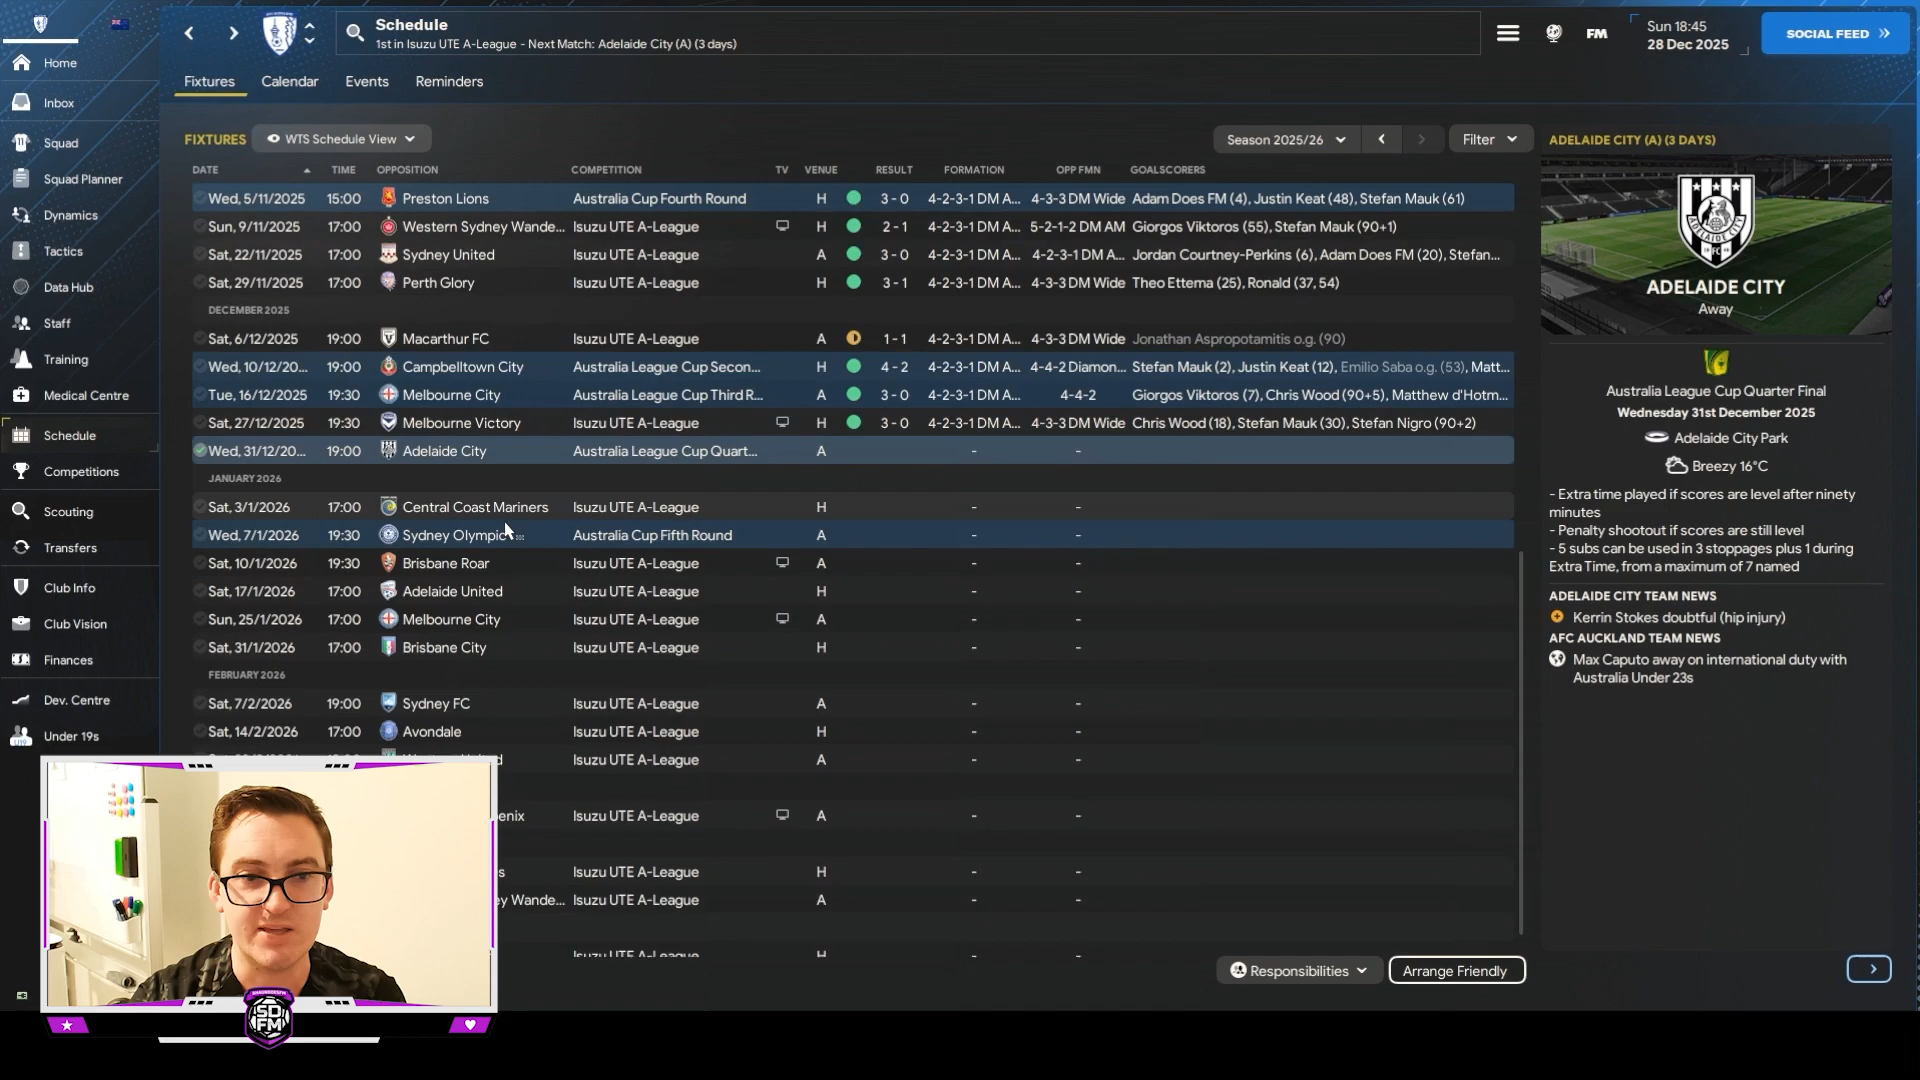 Schedule
1st in Isuzu UTE A-League - Next Match: Adelaide City (A) (3 days)
FM
Sun 18:45
28 Dec 2025
SOCIAL FEED
Home
Inbox
Squad
Squad Planner
Dynamics
Tactics
Data Hub
Staff
Training
Medical Centre
Schedule
Competitions
Scouting
Transfers
Club Info
Club Vision
Finances
Dev. Centre
Under 19s
Fixtures Calendar Events Reminders
FIXTURES WTS Schedule View Season 2025/26 Filter
DATE TIME OPPOSITION COMPETITION TV VENUE RESULT FORMATION OPP FMN GOALSCORERS
Wed, 5/11/2025 15:00 Preston Lions Australia Cup Fourth Round H 3 - 0 4-2-3-1 DM A... 4-3-3 DM Wide Adam Does FM (4), Justin Keat (48), Stefan Mauk (61)
Sun, 9/11/2025 17:00 Western Sydney Wande... Isuzu UTE A-League H 2 - 1 4-2-3-1 DM A... 5-2-1-2 DM AM Giorgos Viktoros (55), Stefan Mauk (90+1)
Sat, 22/11/2025 17:00 Sydney United Isuzu UTE A-League A 3 - 0 4-2-3-1 DM A... 4-2-3-1 DM A... Jordan Courtney-Perkins (6), Adam Does FM (20), Stefan...
Sat, 29/11/2025 17:00 Perth Glory Isuzu UTE A-League H 3 - 1 4-2-3-1 DM A... 4-3-3 DM Wide Theo Ettema (25), Ronald (37, 54)
DECEMBER 2025
Sat, 6/12/2025 19:00 Macarthur FC Isuzu UTE A-League A 1 - 1 4-2-3-1 DM A... 4-3-3 DM Wide Jonathan Aspropotamitis o.g. (90)
Wed, 10/12/20... 19:00 Campbelltown City Australia League Cup Secon... H 4 - 2 4-2-3-1 DM A... 4-4-2 Diamon... Stefan Mauk (2), Justin Keat (12), Emilio Saba o.g. (53), Matt...
Tue, 16/12/2025 19:30 Melbourne City Australia League Cup Third R... A 3 - 0 4-2-3-1 DM A... 4-4-2 Giorgos Viktoros (7), Chris Wood (90+5), Matthew d'Hotm...
Sat, 27/12/2025 19:30 Melbourne Victory Isuzu UTE A-League H 3 - 0 4-2-3-1 DM A... 4-3-3 DM Wide Chris Wood (18), Stefan Mauk (30), Stefan Nigro (90+2)
Wed, 31/12/20... 19:00 Adelaide City Australia League Cup Quart... A - -
JANUARY 2026
Sat, 3/1/2026 17:00 Central Coast Mariners Isuzu UTE A-League H - -
Wed, 7/1/2026 19:30 Sydney Olympic Australia Cup Fifth Round A - -
Sat, 10/1/2026 19:30 Brisbane Roar Isuzu UTE A-League A - -
Sat, 17/1/2026 17:00 Adelaide United Isuzu UTE A-League H - -
Sun, 25/1/2026 17:00 Melbourne City Isuzu UTE A-League A - -
Sat, 31/1/2026 17:00 Brisbane City Isuzu UTE A-League H - -
FEBRUARY 2026
Sat, 7/2/2026 19:00 Sydney FC Isuzu UTE A-League A - -
Sat, 14/2/2026 17:00 Avondale Isuzu UTE A-League H - -
Isuzu UTE A-League A - -
enix Isuzu UTE A-League A - -
s Isuzu UTE A-League H - -
ey Wande... Isuzu UTE A-League A - -
Isuzu UTE A-League H -
Responsibilities Arrange Friendly
ADELAIDE CITY (A) (3 DAYS)
ADELAIDE CITY
FC
ADELAIDE CITY
Away
Australia League Cup Quarter Final
Wednesday 31st December 2025
Adelaide City Park
Breezy 16°C
- Extra time played if scores are level after ninety
minutes
- Penalty shootout if scores are still level
- 5 subs can be used in 3 stoppages plus 1 during
Extra Time, from a maximum of 7 named
ADELAIDE CITY TEAM NEWS
Kerrin Stokes doubtful (hip injury)
AFC AUCKLAND TEAM NEWS
Max Caputo away on international duty with
Australia Under 23s
SD
FM